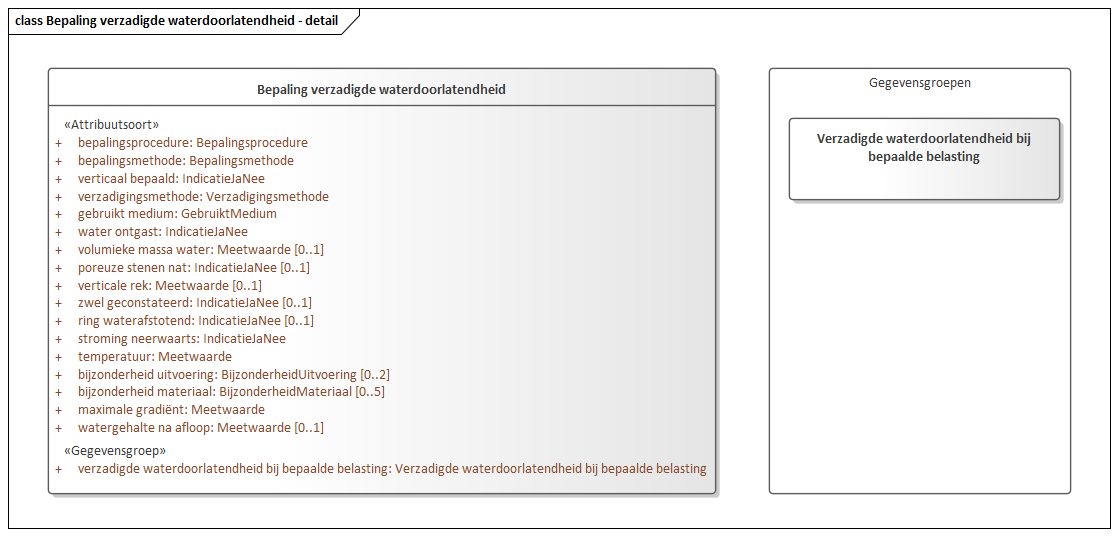 class Bepaling verzadigde waterdoorlatendheid - detail
Bepaling verzadigde waterdoorlatendheid
«Attribuutsoort»
+ bepalingsprocedure: Bepalingsprocedure
+ bepalingsmethode: Bepalingsmethode
+ verticaal bepaald: IndicatieJaNee
+ verzadigingsmethode: Verzadigingsmethode
+ gebruikt medium: GebruiktMedium
+ water ontgast: IndicatieJaNee
+ volumieke massa water: Meetwaarde [0..1]
+ poreuze stenen nat: IndicatieJaNee [0..1]
+ verticale rek: Meetwaarde [0..1]
+ zwel geconstateerd: IndicatieJaNee [0..1]
+ ring waterafstotend: IndicatieJaNee [0..1]
+ stroming neerwaarts: IndicatieJaNee
+ temperatuur: Meetwaarde
+ bijzonderheid uitvoering: BijzonderheidUitvoering [0..2]
+ bijzonderheid materiaal: BijzonderheidMateriaal [0..5]
+ maximale gradiënt: Meetwaarde
+ watergehalte na afloop: Meetwaarde [0..1]
«Gegevensgroep»
+ verzadigde waterdoorlatendheid bij bepaalde belasting: Verzadigde waterdoorlatendheid bij bepaalde belasting
Gegevensgroepen
Verzadigde waterdoorlatendheid bij
bepaalde belasting